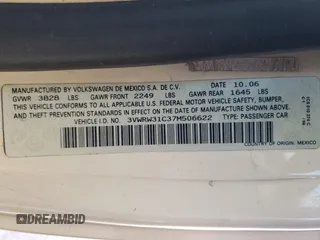 MANUFACTURED BY VOLKSWAGEN DE MEXICO S.A. DE C.V. 10.06
GVWR 3828 LBS GAWR FRONT 2249 LBS GAWR REAR 1645 LBS
THIS VEHICLE CONFORMS TO ALL APPLICABLE U.S. FEDERAL MOTOR VEHICLE SAFETY, BUMPER,
AND THEFT PREVENTION STANDARDS IN EFFECT ON THE DATE OF MANUFACTURE SHOWN ABOVE
VEHICLE I.D. NO. 3VWRW31C37M506622 TYPE: PASSENGER CAR
COUNTRY OF ORIGIN: MEXICO
DREAMBID